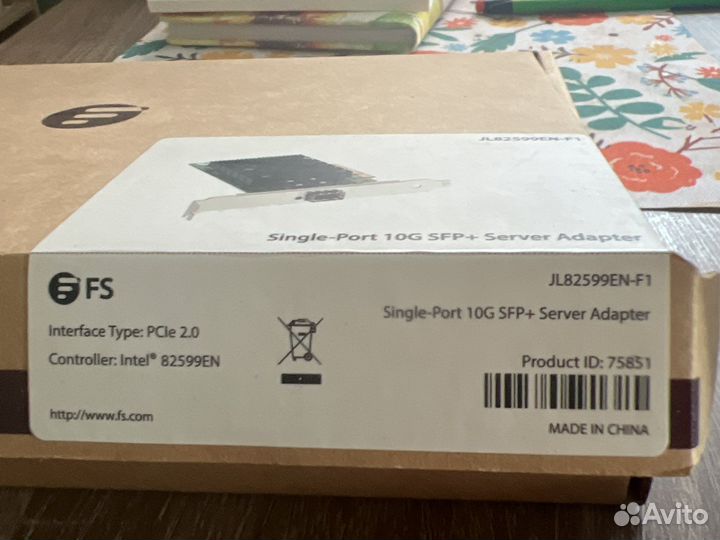 JL82599EN-F1
Single-Port 10G SFP+ Server Adapter
FS
JL82599EN-F1
Single-Port 10G SFP+ Server Adapter
Interface Type: PCIe 2.0
Controller: Intel® 82599EN
Product ID: 75851
http://www.fs.com
MADE IN CHINA
Avito